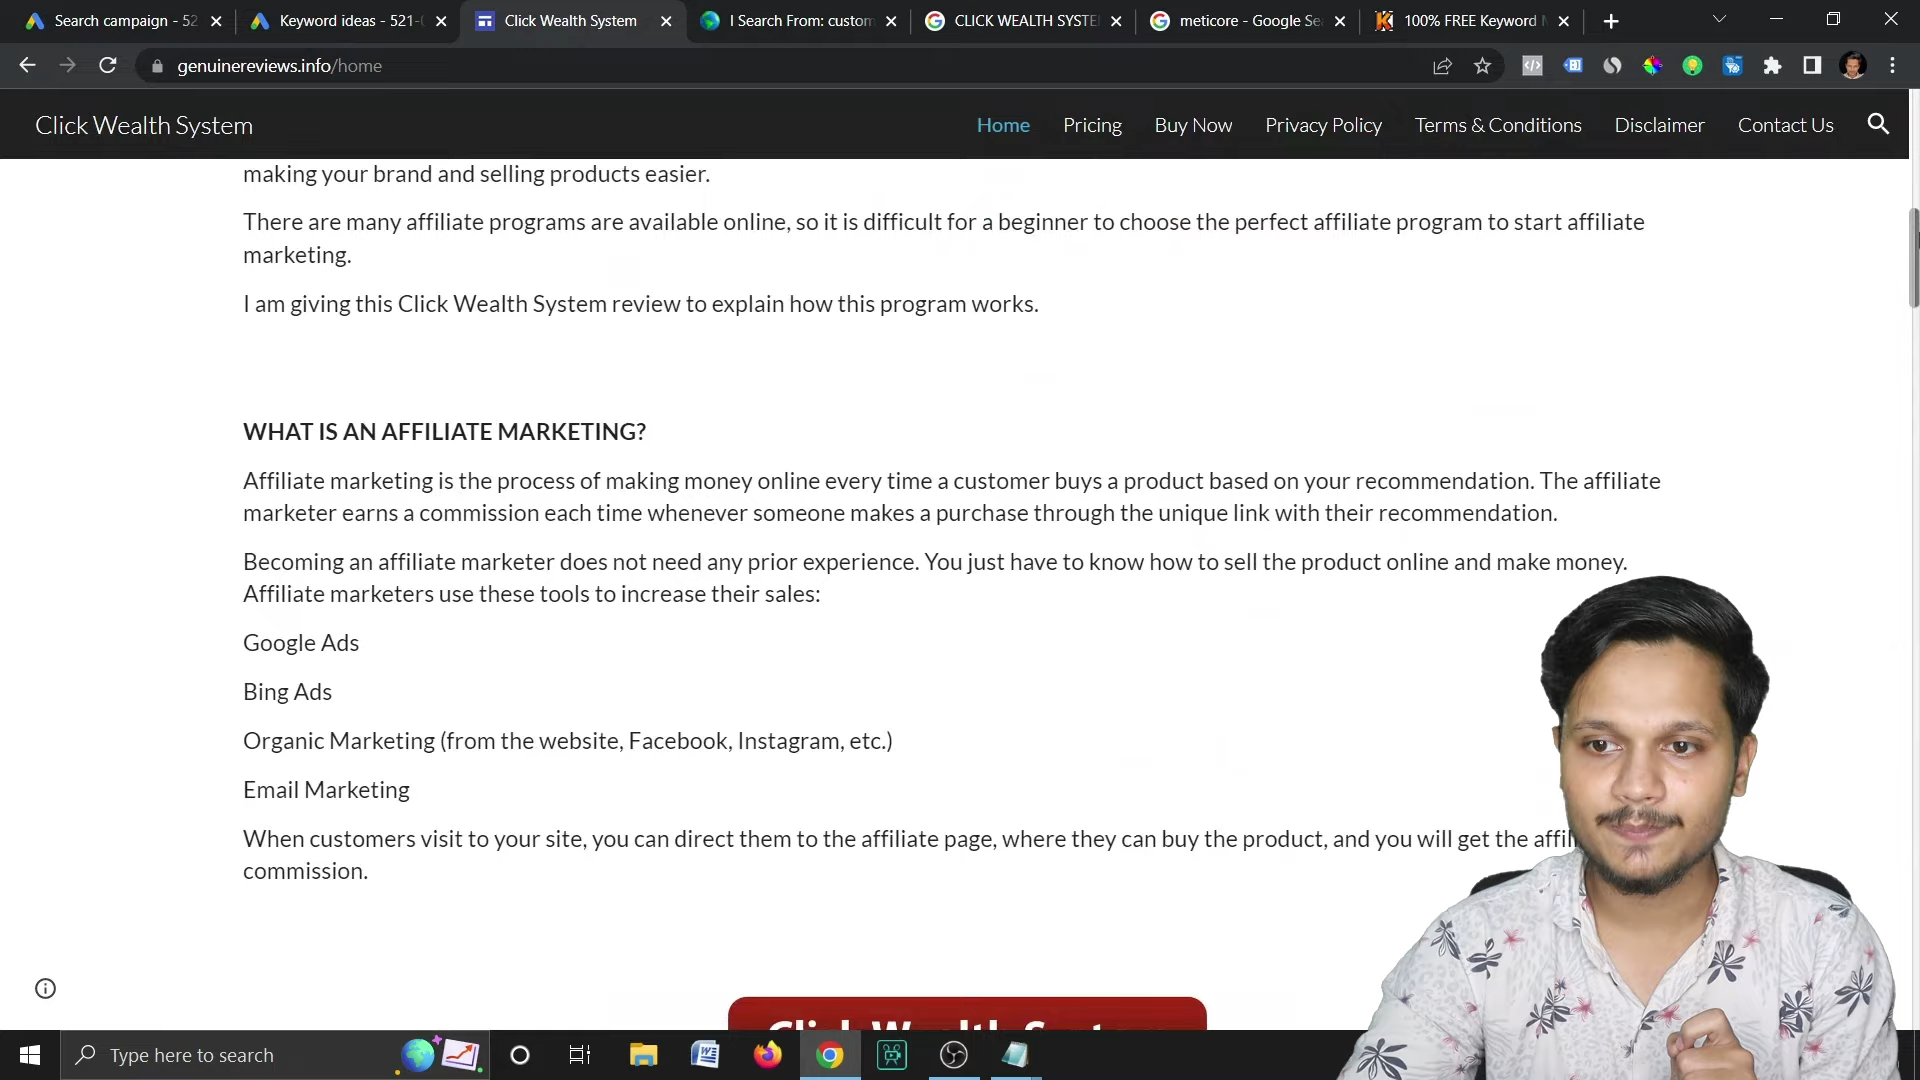 Search campaign - 52
Keyword ideas - 521-
Click Wealth System
I Search From: custom
CLICK WEALTH SYSTE
meticore - Google Se
100% FREE Keyword
genuinereviews.info/home
Click Wealth System
Home
Pricing
Buy Now
Privacy Policy
Terms & Conditions
Disclaimer
Contact Us
making your brand and selling products easier.
There are many affiliate programs are available online, so it is difficult for a beginner to choose the perfect affiliate program to start affiliate
marketing.
I am giving this Click Wealth System review to explain how this program works.
WHAT IS AN AFFILIATE MARKETING?
Affiliate marketing is the process of making money online every time a customer buys a product based on your recommendation. The affiliate
marketer earns a commission each time whenever someone makes a purchase through the unique link with their recommendation.
Becoming an affiliate marketer does not need any prior experience. You just have to know how to sell the product online and make money.
Affiliate marketers use these tools to increase their sales:
Google Ads
Bing Ads
Organic Marketing (from the website, Facebook, Instagram, etc.)
Email Marketing
When customers visit to your site, you can direct them to the affiliate page, where they can buy the product, and you will get the affil
commission.
Click Wealth System
Type here to search